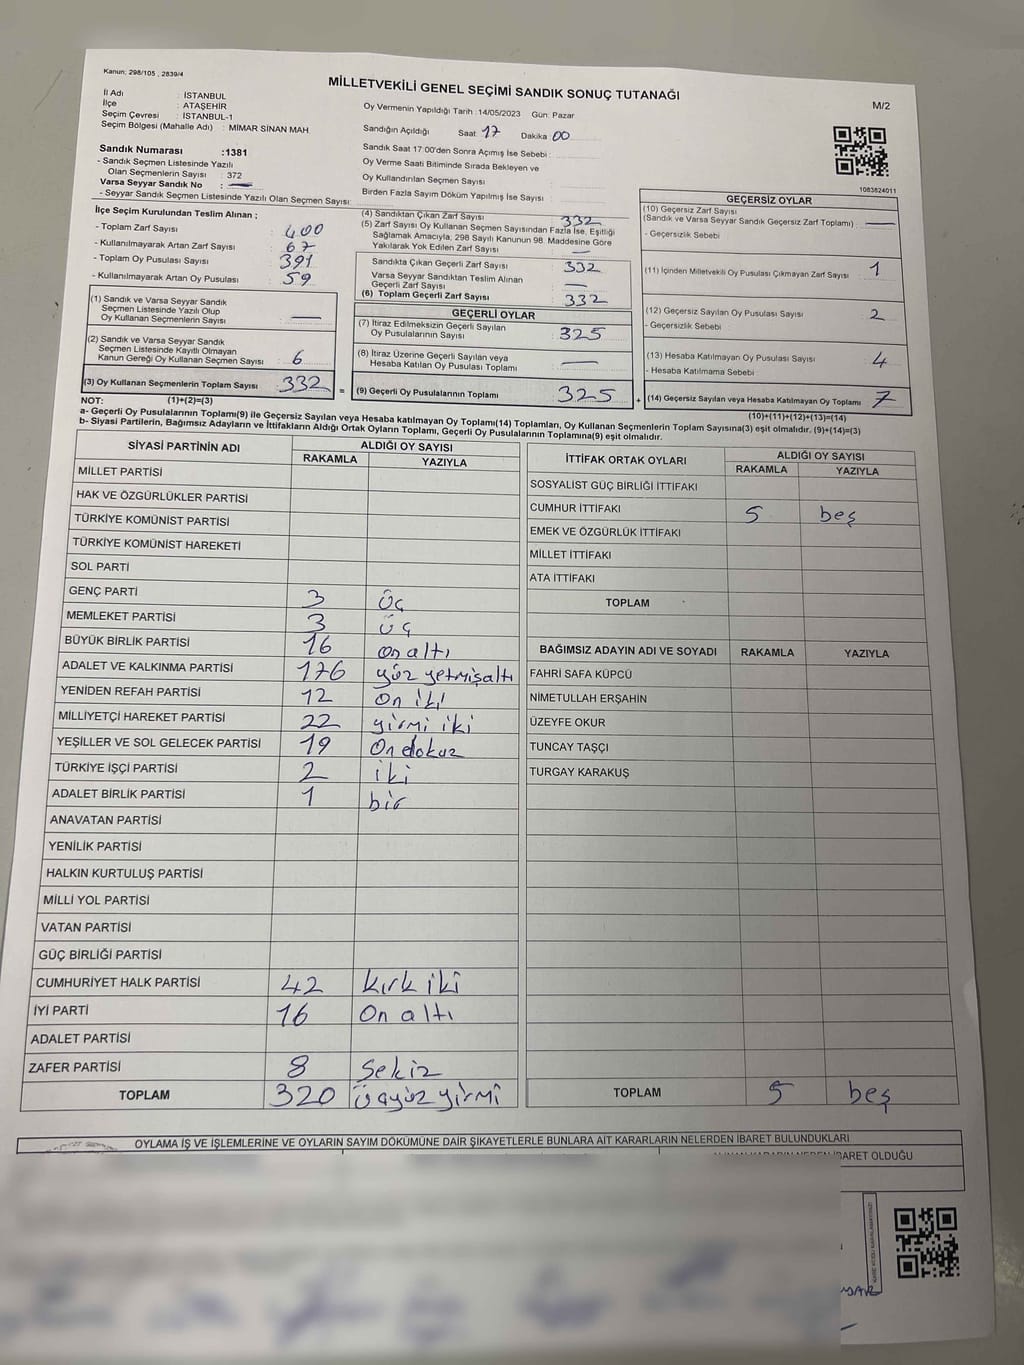 Kanun; 298/105 , 2839/4
MİLLETVEKİLİ GENEL SEÇİMİ SANDIK SONUÇ TUTANAĞI
M/2
İl Adı : İSTANBUL
İlçe : ATAŞEHİR
Seçim Çevresi : İSTANBUL-1
Seçim Bölgesi (Mahalle Adı) : MİMAR SİNAN MAH.
Sandık Numarası :1381
- Sandık Seçmen Listesinde Yazılı
Olan Seçmenlerin Sayısı : 372
Varsa Seyyar Sandık No : —
- Seyyar Sandık Seçmen Listesinde Yazılı Olan Seçmen Sayısı:
Oy Vermenin Yapıldığı Tarih :14/05/2023 Gün: Pazar
Sandığın Açıldığı Saat: 17 Dakika 00
Sandık Saat 17:00'den Sonra Açımış İse Sebebi :
Oy Verme Saati Bitiminde Sırada Bekleyen ve
Oy Kullandırılan Seçmen Sayısı :
Birden Fazla Sayım Döküm Yapılmış İse Sayısı :
1083824011
İlçe Seçim Kurulundan Teslim Alınan ;
- Toplam Zarf Sayısı : 400
- Kullanılmayarak Artan Zarf Sayısı : 67
- Toplam Oy Pusulası Sayısı : 391
- Kullanılmayarak Artan Oy Pusulası : 59
(1) Sandık ve Varsa Seyyar Sandık
Seçmen Listesinde Yazılı Olup
Oy Kullanan Seçmenlerin Sayısı : —
(2) Sandık ve Varsa Seyyar Sandık
Seçmen Listesinde Kayıtlı Olmayan
Kanun Gereği Oy Kullanan Seçmen Sayısı : 6
(3) Oy Kullanan Seçmenlerin Toplam Sayısı : 332 =
(4) Sandıktan Çıkan Zarf Sayısı : 332
(5) Zarf Sayısı Oy Kullanan Seçmen Sayısından Fazla İse, Eşitliği
Sağlamak Amacıyla, 298 Sayılı Kanunun 98. Maddesine Göre
Yakılarak Yok Edilen Zarf Sayısı : —
Sandıkta Çıkan Geçerli Zarf Sayısı : 332
Varsa Seyyar Sandıktan Teslim Alınan
Geçerli Zarf Sayısı : —
(6) Toplam Geçerli Zarf Sayısı : 332
GEÇERLİ OYLAR
(7) İtiraz Edilmeksizin Geçerli Sayılan
Oy Pusulalarının Sayısı : 325
(8) İtiraz Üzerine Geçerli Sayılan veya
Hesaba Katılan Oy Pusulası Toplamı : —
(9) Geçerli Oy Pusulalarının Toplamı : 325 +
GEÇERSİZ OYLAR
(10) Geçersiz Zarf Sayısı
(Sandık ve Varsa Seyyar Sandık Geçersiz Zarf Toplamı) : —
- Geçersizlik Sebebi :
(11) İçinden Milletvekili Oy Pusulası Çıkmayan Zarf Sayısı : 1
(12) Geçersiz Sayılan Oy Pusulası Sayısı : 2
- Geçersizlik Sebebi :
(13) Hesaba Katılmayan Oy Pusulası Sayısı : 4
- Hesaba Katılmama Sebebi :
(14) Geçersiz Sayılan veya Hesaba Katılmayan Oy Toplamı : 7
NOT: (1)+(2)=(3)
(10)+(11)+(12)+(13)=(14)
a- Geçerli Oy Pusulalarının Toplamı(9) ile Geçersiz Sayılan veya Hesaba katılmayan Oy Toplamı(14) Toplamları, Oy Kullanan Seçmenlerin Toplam Sayısına(3) eşit olmalıdır. (9)+(14)=(3)
b- Siyasi Partilerin, Bağımsız Adayların ve İttifakların Aldığı Ortak Oyların Toplamı, Geçerli Oy Pusulalarının Toplamına(9) eşit olmalıdır.
SİYASİ PARTİNİN ADI ALDIĞI OY SAYISI
RAKAMLA YAZIYLA
MİLLET PARTİSİ
HAK VE ÖZGÜRLÜKLER PARTİSİ
TÜRKİYE KOMÜNİST PARTİSİ
TÜRKİYE KOMÜNİST HAREKETİ
SOL PARTİ
GENÇ PARTİ 3 üç
MEMLEKET PARTİSİ 3 üç
BÜYÜK BİRLİK PARTİSİ 16 on altı
ADALET VE KALKINMA PARTİSİ 176 yüz yetmişaltı
YENİDEN REFAH PARTİSİ 12 on iki
MİLLİYETÇİ HAREKET PARTİSİ 22 yirmi iki
YEŞİLLER VE SOL GELECEK PARTİSİ 19 On dokuz
TÜRKİYE İŞÇİ PARTİSİ 2 iki
ADALET BİRLİK PARTİSİ 1 bir
ANAVATAN PARTİSİ
YENİLİK PARTİSİ
HALKIN KURTULUŞ PARTİSİ
MİLLİ YOL PARTİSİ
VATAN PARTİSİ
GÜÇ BİRLİĞİ PARTİSİ
CUMHURİYET HALK PARTİSİ 42 kırk iki
İYİ PARTİ 16 On altı
ADALET PARTİSİ
ZAFER PARTİSİ 8 Sekiz
TOPLAM 320 Üçyüz yirmi
İTTİFAK ORTAK OYLARI ALDIĞI OY SAYISI
RAKAMLA YAZIYLA
SOSYALİST GÜÇ BİRLİĞİ İTTİFAKI
CUMHUR İTTİFAKI 5 beş
EMEK VE ÖZGÜRLÜK İTTİFAKI
MİLLET İTTİFAKI
ATA İTTİFAKI
TOPLAM
BAĞIMSIZ ADAYIN ADI VE SOYADI RAKAMLA YAZIYLA
FAHRİ SAFA KÜPCÜ
NİMETULLAH ERŞAHİN
ÜZEYFE OKUR
TUNCAY TAŞÇI
TURGAY KARAKUŞ
TOPLAM 5 beş
OYLAMA İŞ VE İŞLEMLERİNE VE OYLARIN SAYIM DÖKÜMÜNE DAİR ŞİKAYETLERLE BUNLARA AİT KARARLARIN NELERDEN İBARET BULUNDUKLARI
İBARET OLDUĞU